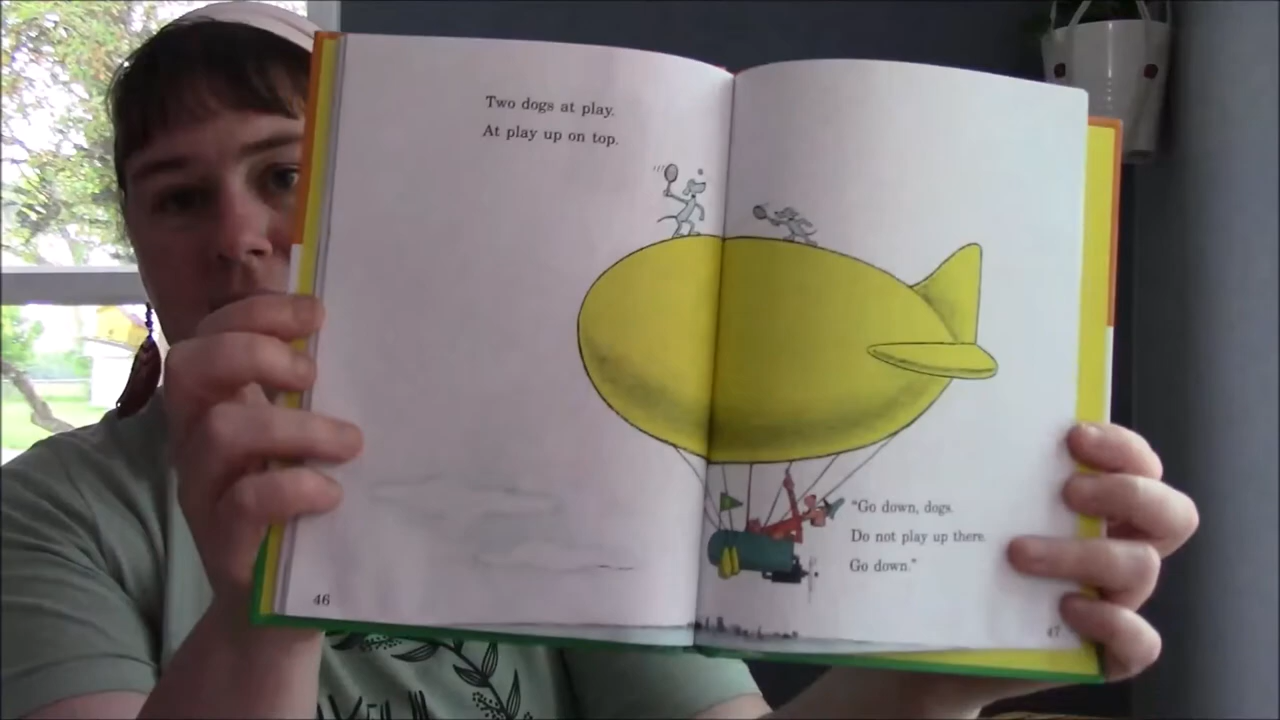 Two dogs at play.
At play up on top.
"Go down, dogs.
Do not play up there.
Go down."
46
47